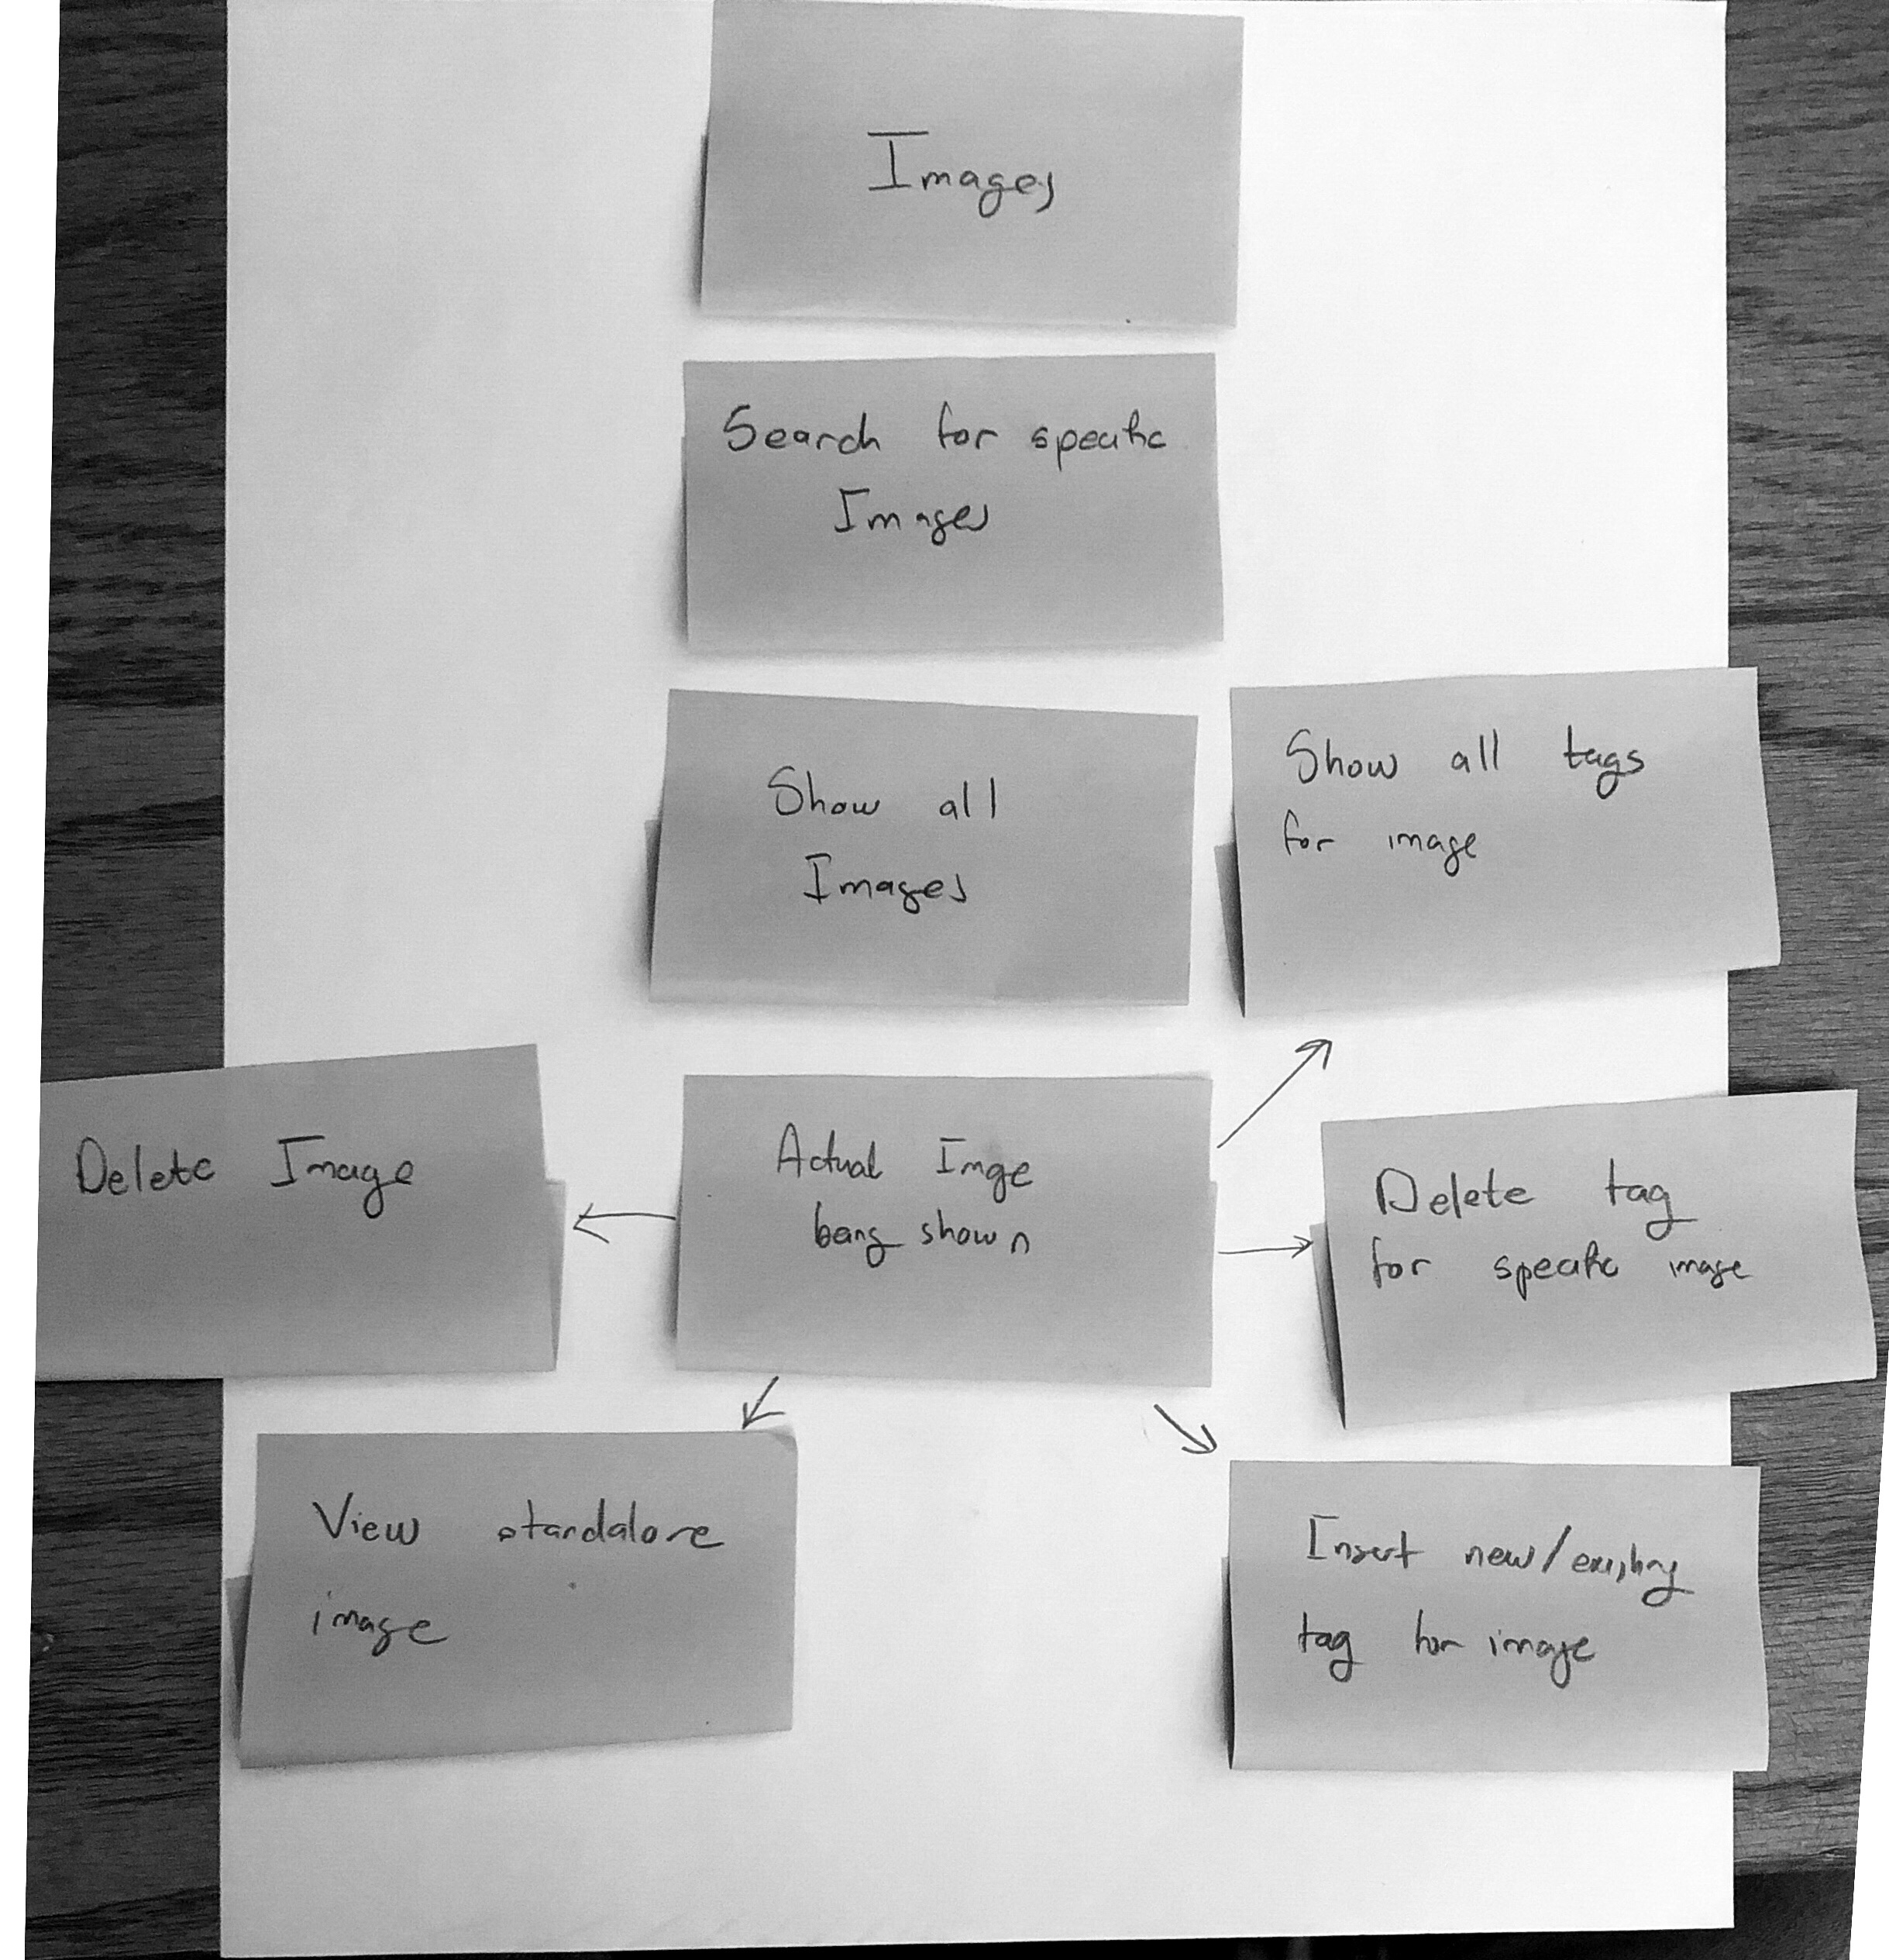 Images
Search for specific
Images
Show all
Images
Show all tags
for image
Delete Image
Actual Imge
being shown
Delete tag
for specific image
View standalone
image
Insert new/existing
tag for image